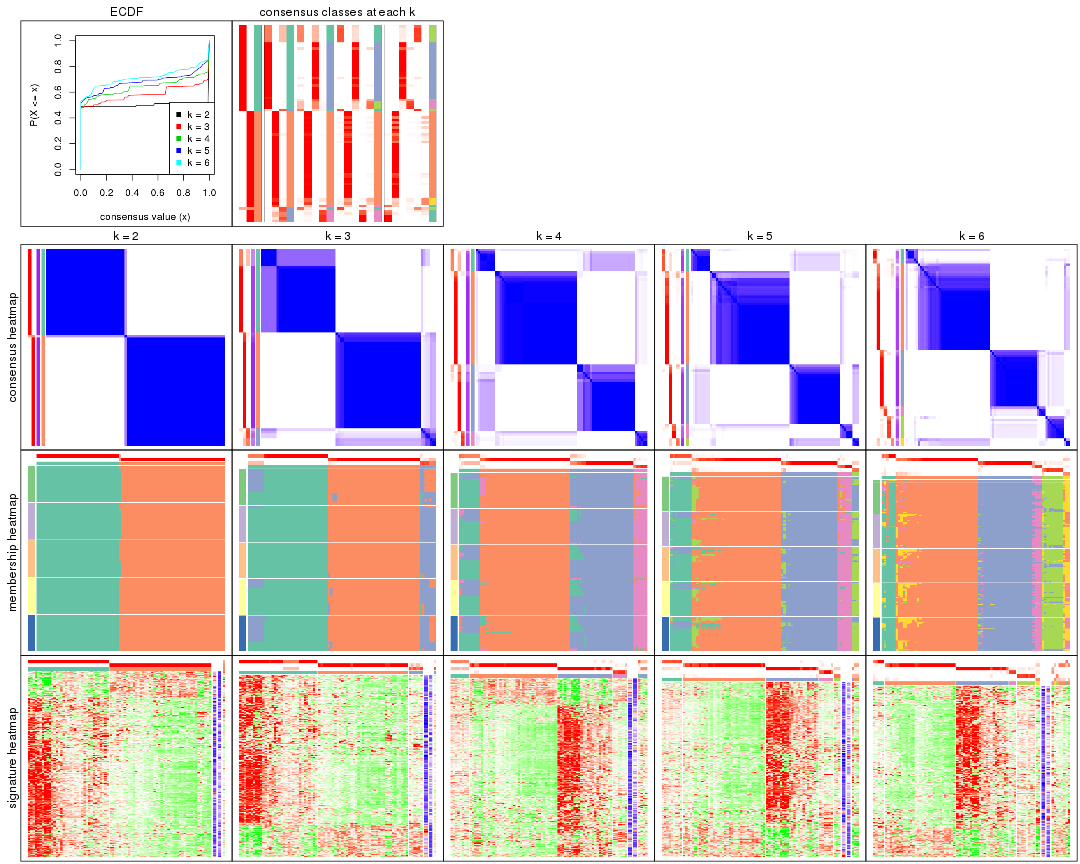 ECDF
consensus classes at each k
P(X <= x)
0.0 0.2 0.4 0.6 0.8 1.0
k = 2
k = 3
k = 4
k = 5
k = 6
0.0 0.2 0.4 0.6 0.8 1.0
consensus value (x)
k = 2 k = 3 k = 4 k = 5 k = 6
consensus heatmap
membership heatmap
signature heatmap